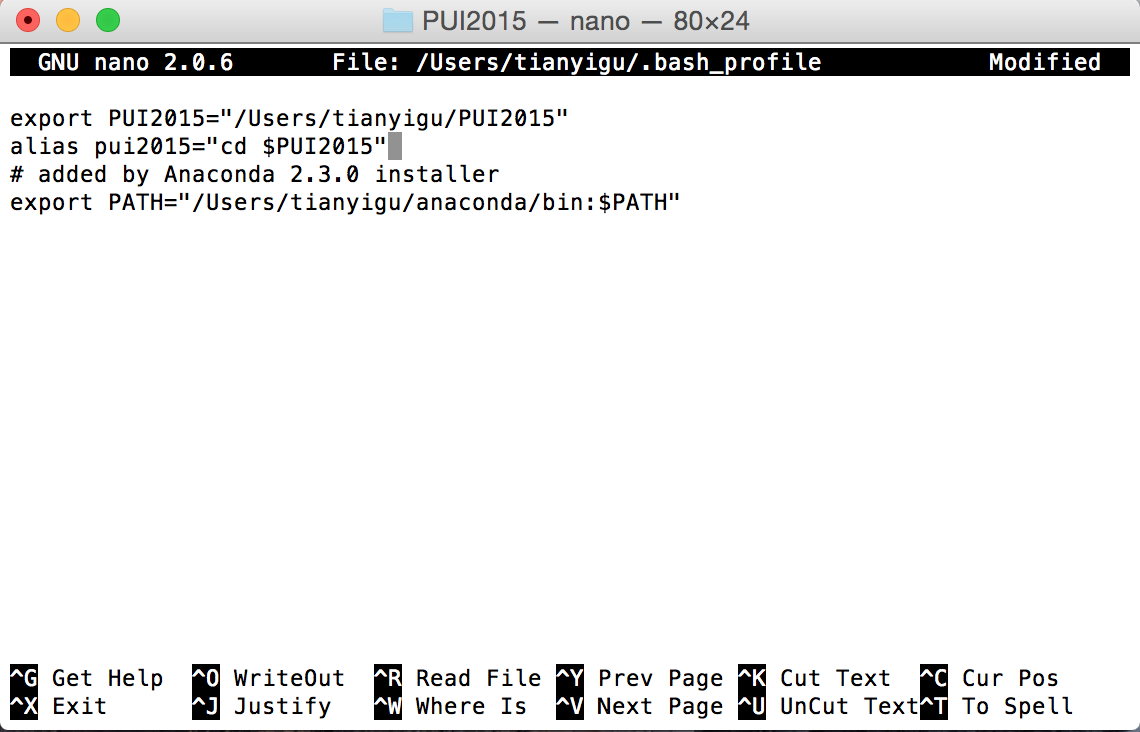 PUI2015 — nano — 80×24
GNU nano 2.0.6 File: /Users/tianyigu/.bash_profile Modified
export PUI2015="/Users/tianyigu/PUI2015"
alias pui2015="cd $PUI2015"
# added by Anaconda 2.3.0 installer
export PATH="/Users/tianyigu/anaconda/bin:$PATH"
^G Get Help ^O WriteOut ^R Read File ^Y Prev Page ^K Cut Text ^C Cur Pos
^X Exit ^J Justify ^W Where Is ^V Next Page ^U UnCut Text ^T To Spell